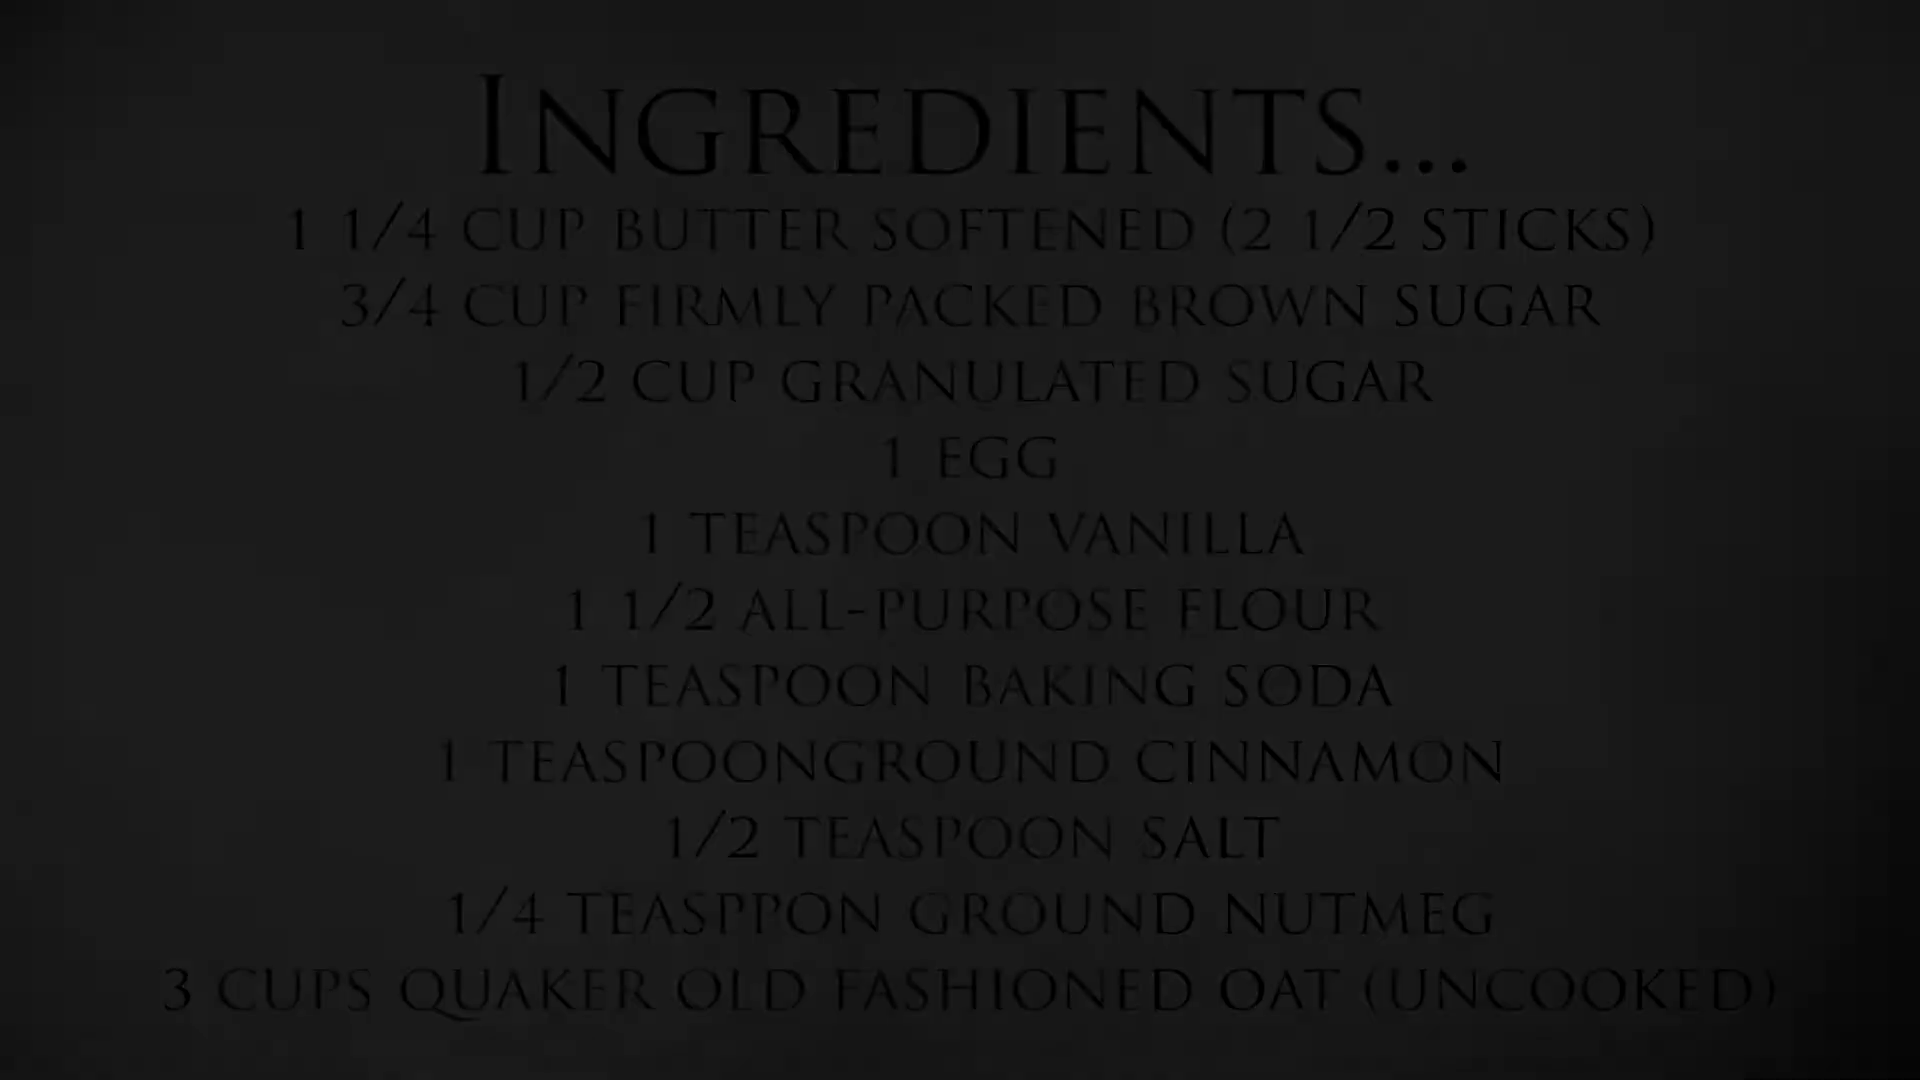 INGREDIENTS...
1 1/4 CUP BUTTER SOFTENED (2 1/2 STICKS)
3/4 CUP FIRMLY PACKED BROWN SUGAR
1/2 CUP GRANULATED SUGAR
1 EGG
1 TEASPOON VANILLA
1 1/2 ALL-PURPOSE FLOUR
1 TEASPOON BAKING SODA
1 TEASPOONGROUND CINNAMON
1/2 TEASPOON SALT
1/4 TEASPPON GROUND NUTMEG
3 CUPS QUAKER OLD FASHIONED OAT (UNCOOKED)